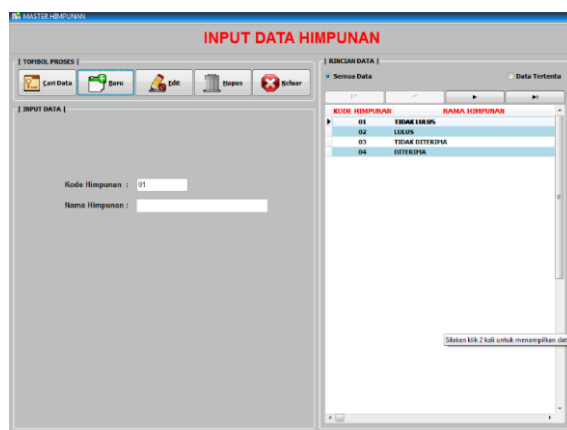 MASTER HIMPUNAN
INPUT DATA HIMPUNAN
| TOMBOL PROSES |
Cari Data
Baru
Edit
Hapus
Keluar
| RINCIAN DATA |
Semua Data
Data Tertentu
| INPUT DATA |
KODE HIMPUNAN NAMA HIMPUNAN
01 TIDAK LULUS
02 LULUS
03 TIDAK DITERIMA
04 DITERIMA
Kode Himpunan : 01
Nama Himpunan :
Silakan klik 2 kali untuk menampilkan dat